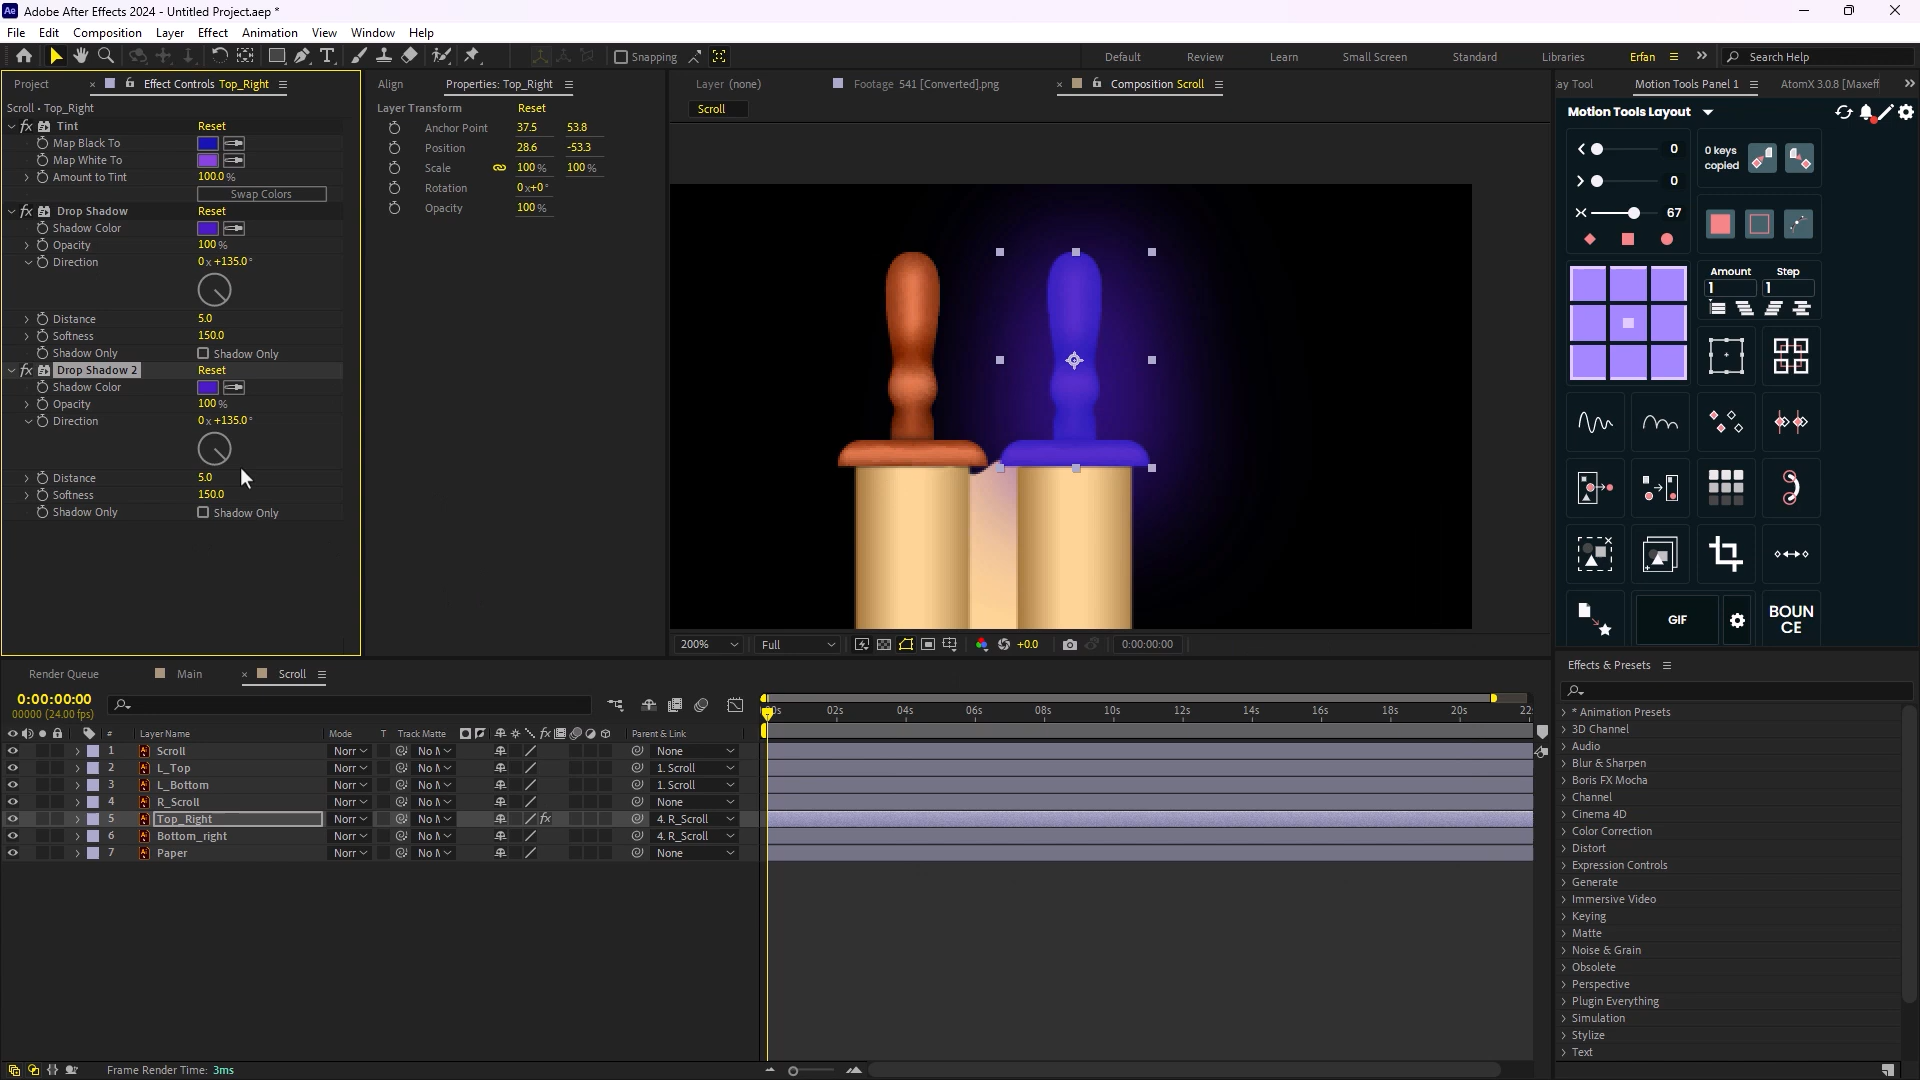 Adobe After Effects 2024 - Untitled Project.aep *
File Edit Composition Layer Effect Animation View Window Help
Snapping
Default Review Learn Small Screen Standard Libraries Erfan Search Help
Project Effect Controls Top_Right
Align Properties: Top_Right
Layer (none) Footage 541 [Converted].png Composition Scroll
ay Tool Motion Tools Panel 1 AtomX 3.0.8 [Maxeff
Scroll • Top_Right
fx Tint Reset
Map Black To
Map White To
Amount to Tint 100.0 %
Swap Colors
fx Drop Shadow Reset
Shadow Color
Opacity 100 %
Direction 0 x +135.0 °
Distance 5.0
Softness 150.0
Shadow Only Shadow Only
fx Drop Shadow 2 Reset
Shadow Color
Opacity 100 %
Direction 0 x +135.0 °
Distance 5.0
Softness 150.0
Shadow Only Shadow Only
Layer Transform Reset
Anchor Point 37.5 53.8
Position 28.6 -53.3
Scale 100 % 100 %
Rotation 0 x+0 °
Opacity 100 %
Scroll
200% Full +0.0 0:00:00:00
Motion Tools Layout
0
0
67
0 keys
copied
Amount Step
1 1
GIF
BOUN
CE
Render Queue Main Scroll
0:00:00:00
00000 (24.00 fps)
# Layer Name Mode T Track Matte fx Parent & Link
1 Scroll Norr No M None
2 L_Top Norr No M 1. Scroll
3 L_Bottom Norr No M 1. Scroll
4 R_Scroll Norr No M None
5 Top_Right Norr No M fx 4. R_Scroll
6 Bottom_right Norr No M 4. R_Scroll
7 Paper Norr No M None
02s 04s 06s 08s 10s 12s 14s 16s 18s 20s 22
Frame Render Time: 3ms
Effects & Presets
* Animation Presets
3D Channel
Audio
Blur & Sharpen
Boris FX Mocha
Channel
Cinema 4D
Color Correction
Distort
Expression Controls
Generate
Immersive Video
Keying
Matte
Noise & Grain
Obsolete
Perspective
Plugin Everything
Simulation
Stylize
Text